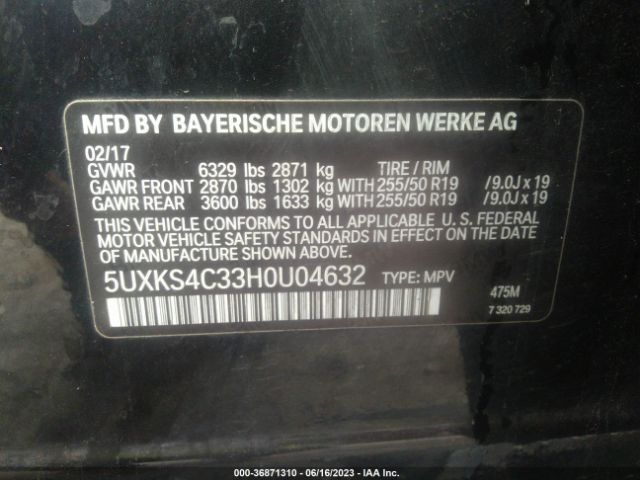 MFD BY BAYERISCHE MOTOREN WERKE AG
02/17
GVWR 6329 lbs 2871 kg TIRE / RIM
GAWR FRONT 2870 lbs 1302 kg WITH 255/50 R19 /9.0J x 19
GAWR REAR 3600 lbs 1633 kg WITH 255/50 R19 /9.0J x 19
THIS VEHICLE CONFORMS TO ALL APPLICABLE U. S. FEDERAL
MOTOR VEHICLE SAFETY STANDARDS IN EFFECT ON THE DATE
OF MANUFACTURE SHOWN ABOVE.
5UXKS4C33H0U04632 TYPE: MPV
475M
7 320 729
000-36871310 - 06/16/2023 - IAA Inc.